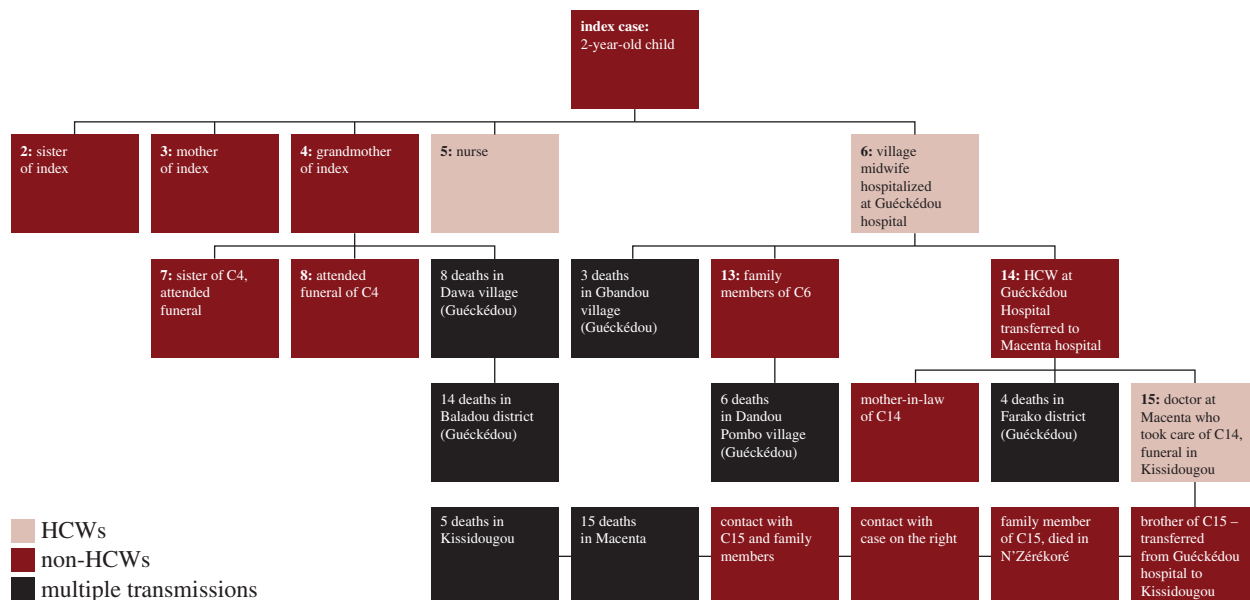 index case:
2-year-old child
2: sister
of index
3: mother
of index
4: grandmother
of index
5: nurse
6: village
midwife
hospitalized
at Guéckédou
hospital
7: sister of C4,
attended
funeral
8: attended
funeral of C4
8 deaths in
Dawa village
(Guéckédou)
3 deaths
in Gbandou
village
(Guéckédou)
13: family
members of C6
14: HCW at
Guéckédou
Hospital
transferred to
Macenta hospital
14 deaths in
Baladou district
(Guéckédou)
6 deaths
in Dandou
Pombo village
(Guéckédou)
mother-in-law
of C14
4 deaths in
Farako district
(Guéckédou)
15: doctor at
Macenta who
took care of C14,
funeral in
Kissidougou
5 deaths in
Kissidougou
15 deaths
in Macenta
contact with
C15 and family
members
contact with
case on the right
family member
of C15, died in
N’Zérékoré
brother of C15 –
transferred
from Guéckédou
hospital to
Kissidougou
HCWs
non-HCWs
multiple transmissions